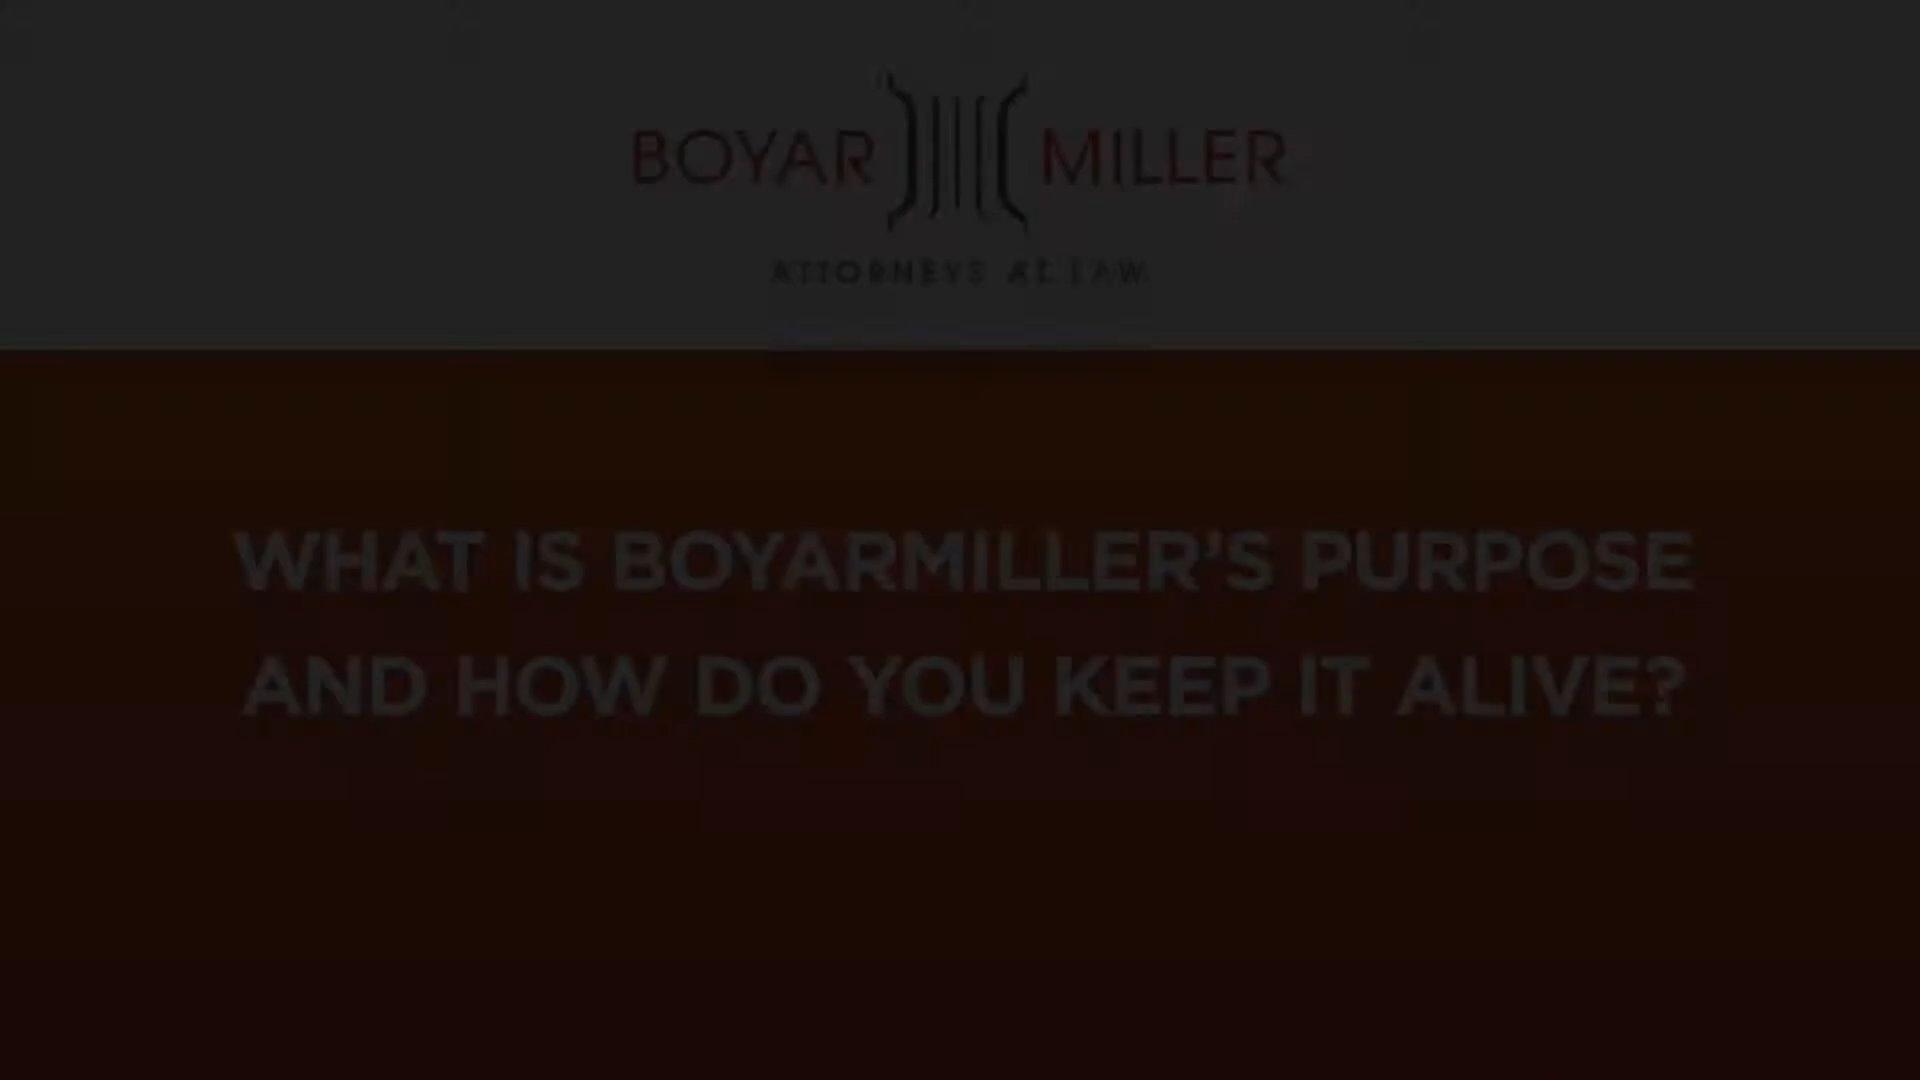 BOYAR MILLER
ATTORNEYS AT LAW
WHAT IS BOYARMILLER'S PURPOSE
AND HOW DO YOU KEEP IT ALIVE?